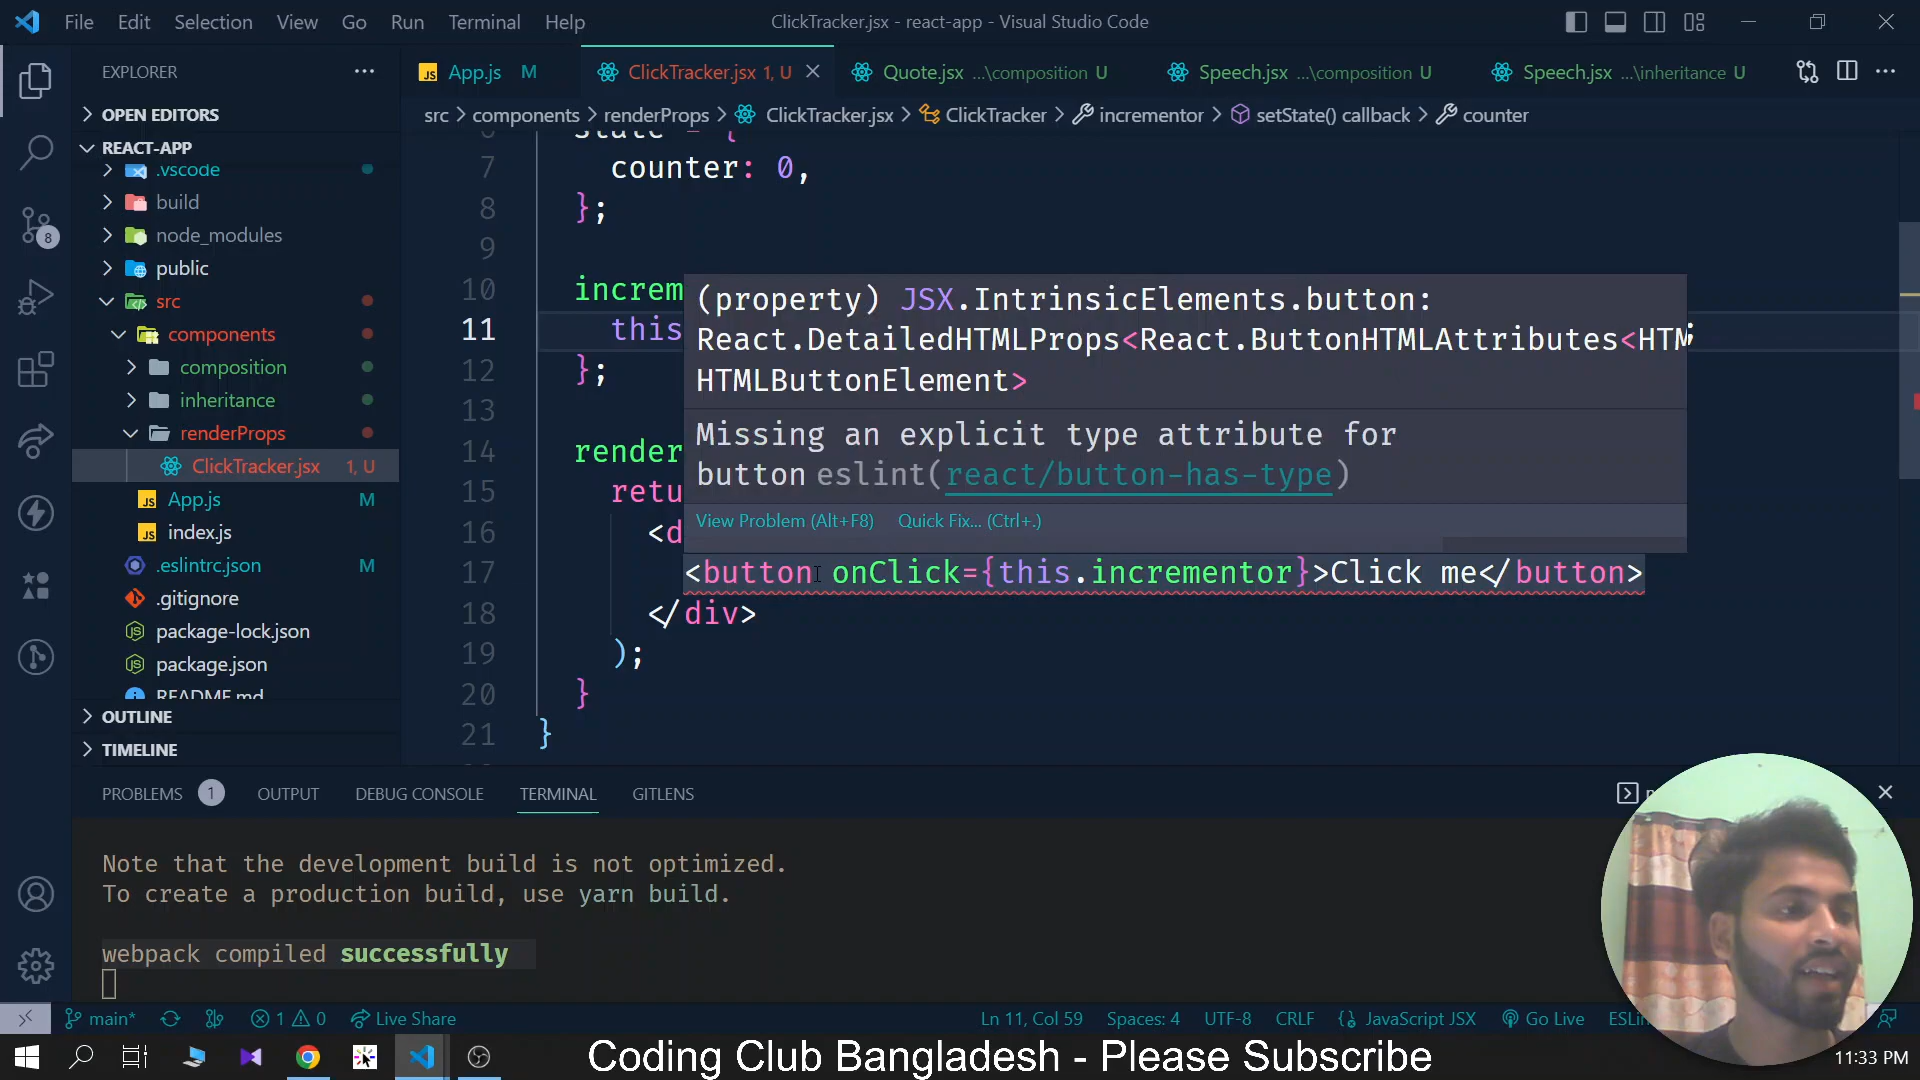 File Edit Selection View Go Run Terminal Help
ClickTracker.jsx - react-app - Visual Studio Code
EXPLORER
OPEN EDITORS
REACT-APP
.vscode
build
node_modules
public
src
components
composition
inheritance
renderProps
ClickTracker.jsx 1, U
App.js M
index.js
.eslintrc.json M
.gitignore
package-lock.json
package.json
README.md
OUTLINE
TIMELINE
8
App.js M
ClickTracker.jsx 1, U
Quote.jsx ...\composition U
Speech.jsx ...\composition U
Speech.jsx ...\inheritance U
src > components > renderProps > ClickTracker.jsx > ClickTracker > incrementor > setState() callback > counter
6 state = {
7 counter: 0,
8 };
9
10 increm
11 this ;
12 };
13
14 render
15 retu
16 <d
17 <button onClick={this.incrementor}>Click me</button>
18 </div>
19 );
20 }
21 }
(property) JSX.IntrinsicElements.button:
React.DetailedHTMLProps<React.ButtonHTMLAttributes<HTM
HTMLButtonElement>
Missing an explicit type attribute for
button eslint(react/button-has-type)
View Problem (Alt+F8) Quick Fix... (Ctrl+.)
PROBLEMS 1 OUTPUT DEBUG CONSOLE TERMINAL GITLENS
Note that the development build is not optimized.
To create a production build, use yarn build.
webpack compiled successfully
main* 1 0 Live Share
Ln 11, Col 59 Spaces: 4 UTF-8 CRLF {} JavaScript JSX Go Live ESLin
Coding Club Bangladesh - Please Subscribe
11:33 PM